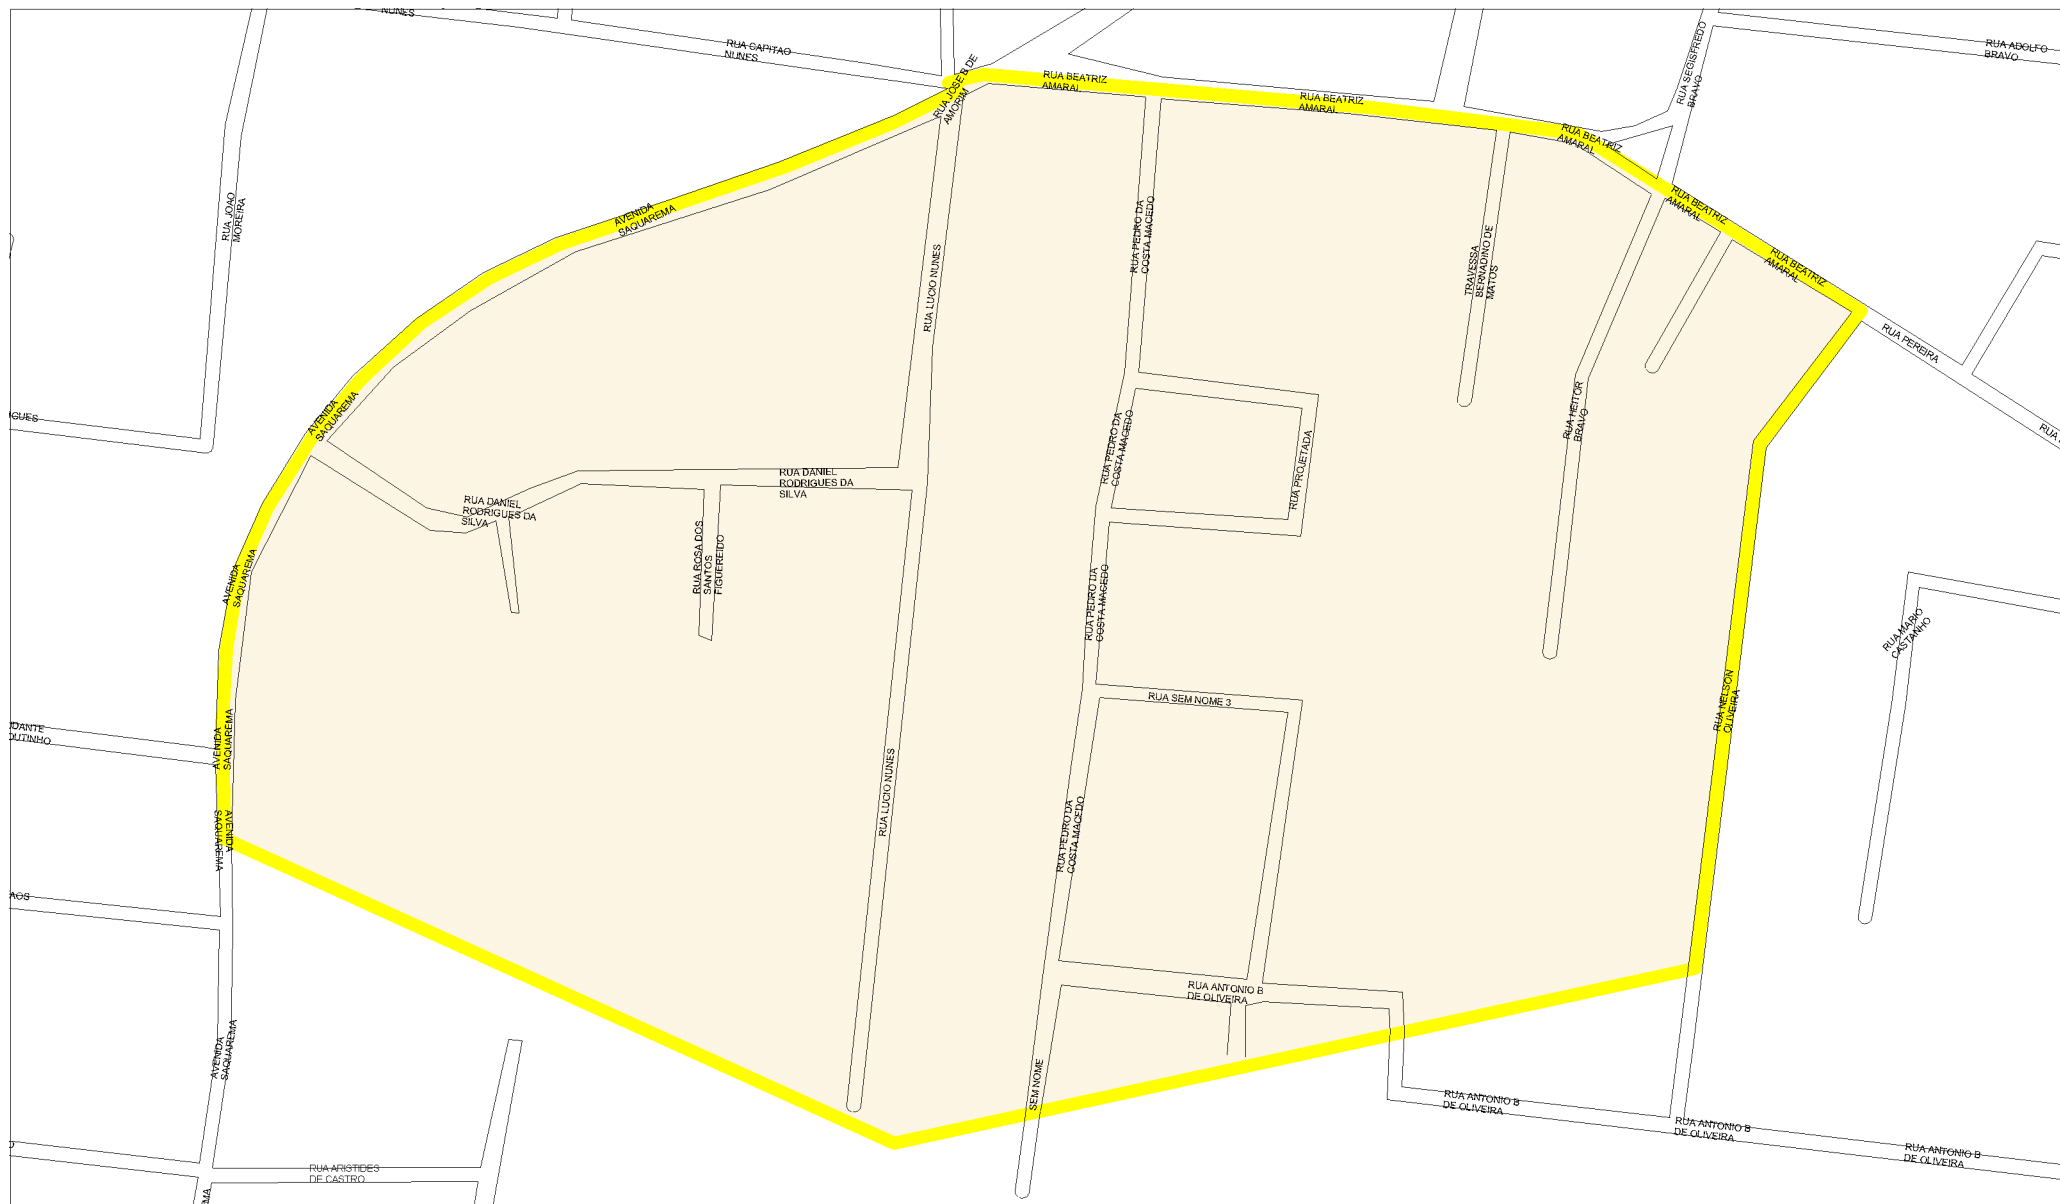 NUNES
RUA CAPITAO
NUNES
RUA JOSE B DE
AMORIM
RUA BEATRIZ
AMARAL
RUA BEATRIZ
AMARAL
RUA BEATRIZ
AMARAL
RUA BEATRIZ
AMARAL
RUA BEATRIZ
AMARAL
RUA SEGISFREDO
BRAVO
RUA ADOLFO
BRAVO
RUA PEREIRA
RUA
RUA JOAO
MOREIRA
AVENIDA
SAQUAREMA
AVENIDA
SAQUAREMA
AVENIDA
SAQUAREMA
AVENIDA
SAQUAREMA
AVENIDA
SAQUAREMA
AVENIDA
SAQUAREMA
RUA LUCIO NUNES
RUA LUCIO NUNES
RUA PEDRO DA
COSTA MACEDO
RUA PEDRO DA
COSTA MACEDO
RUA PEDRO DA
COSTA MACEDO
RUA PEDRO DA
COSTA MACEDO
TRAVESSA
BERNADINO DE
MATOS
RUA HEITOR
BRAVO
RUA PROJETADA
IGUES
RUA DANIEL
RODRIGUES DA
SILVA
RUA DANIEL
RODRIGUES DA
SILVA
RUA ROSA DOS
SANTOS
FIGUEREIDO
RUA MARIO
CASTANHO
RUA NELSON
OLIVEIRA
RUA SEM NOME 3
DANTE
OUTINHO
AOS
RUA ANTONIO B
DE OLIVEIRA
SEM NOME
RUA ANTONIO B
DE OLIVEIRA
RUA ANTONIO B
DE OLIVEIRA
RUA ANTONIO B
DE OLIVEIRA
RUA ARISTIDES
DE CASTRO
MA